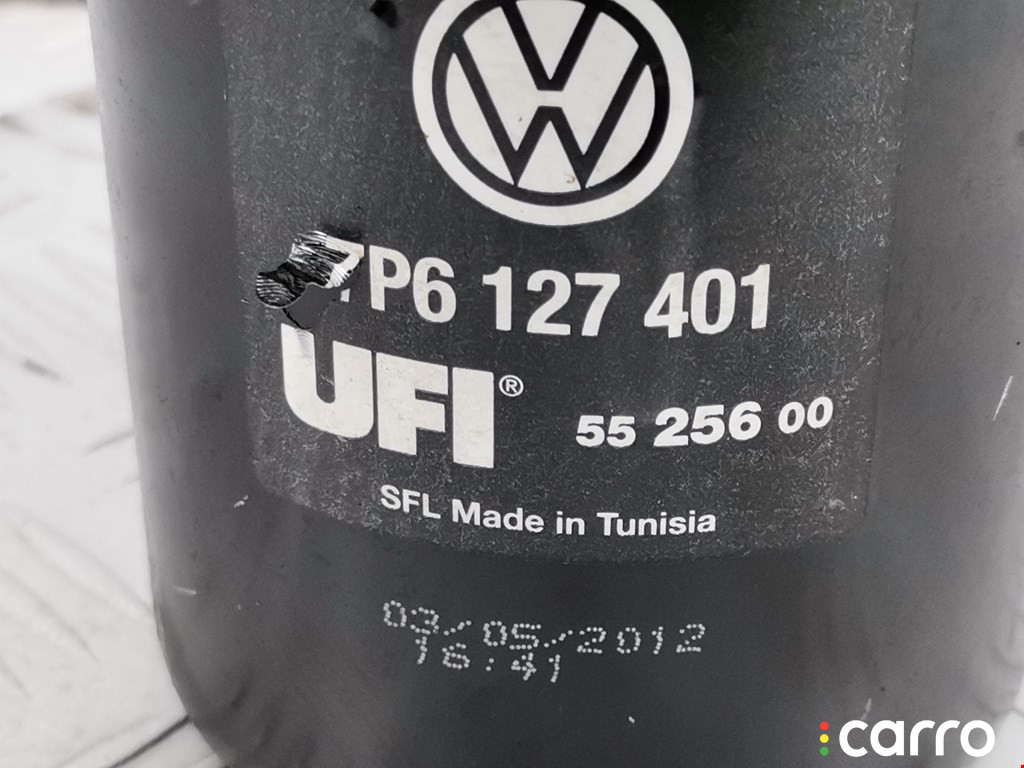 7P6 127 401
UFI®
55 256 00
SFL Made in Tunisia
03/05/2012
16:41
carro